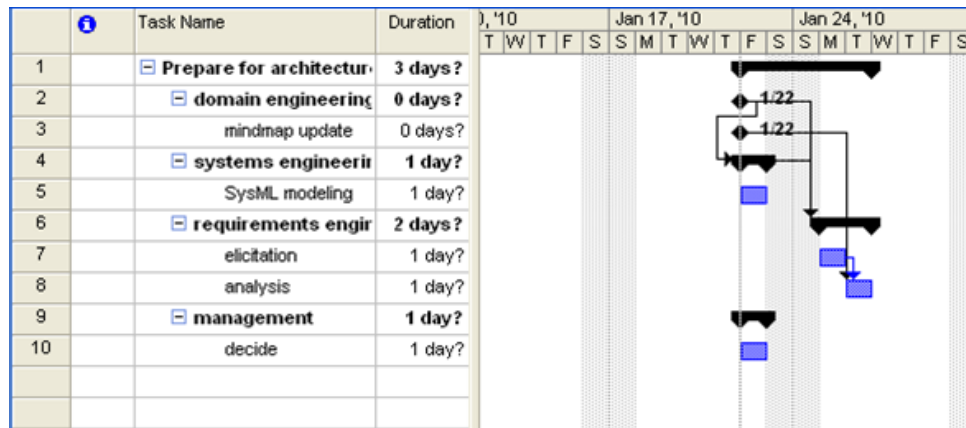 Task Name Duration ), '10 Jan 17, '10 Jan 24, '10
T W T F S S M T W T F S S M T W T F S
1 Prepare for architectur 3 days?
2 domain engineering 0 days? 1/22
3 mindmap update 0 days? 1/22
4 systems engineerir 1 day?
5 SysML modeling 1 day?
6 requirements engir 2 days?
7 elicitation 1 day?
8 analysis 1 day?
9 management 1 day?
10 decide 1 day?